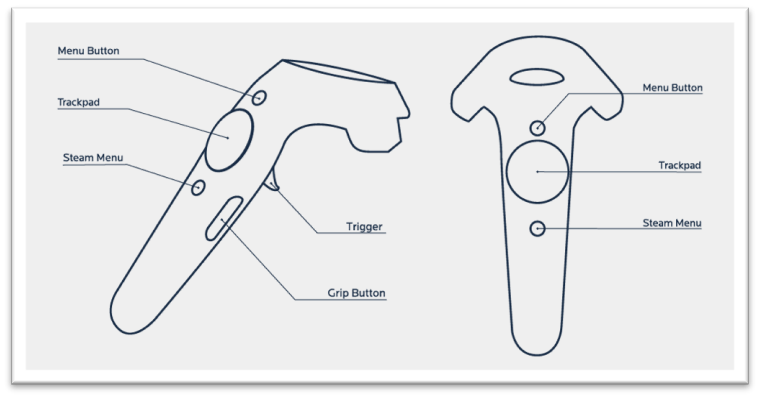 Menu Button
Trackpad
Steam Menu
Trigger
Grip Button
Menu Button
Trackpad
Steam Menu